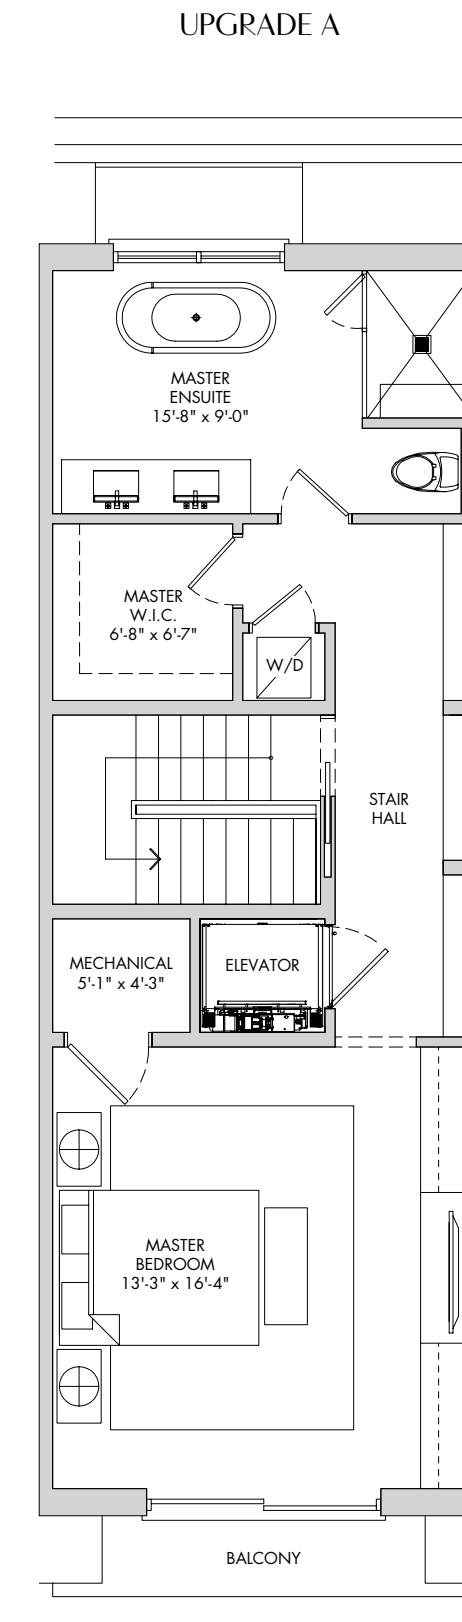 UPGRADE A
MASTER
ENSUITE
15'-8" x 9'-0"
MASTER
W.I.C.
6'-8" x 6'-7"
W/D
STAIR
HALL
MECHANICAL
5'-1" x 4'-3"
ELEVATOR
MASTER
BEDROOM
13'-3" x 16'-4"
BALCONY